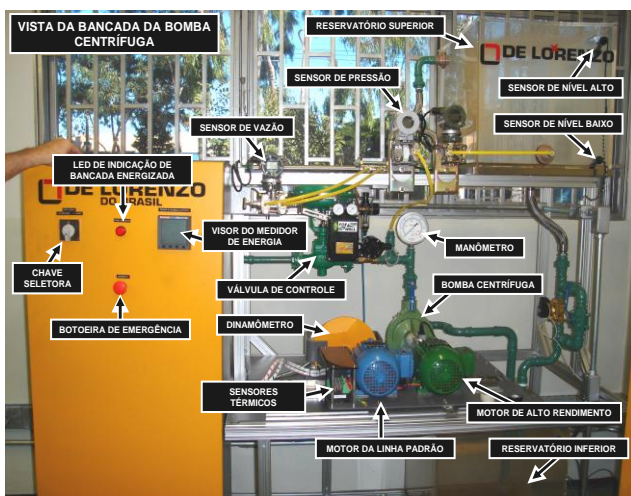 VISTA DA BANCADA DA BOMBA
CENTRÍFUGA
RESERVATÓRIO SUPERIOR
DE LORENZO
SENSOR DE PRESSÃO
SENSOR DE NÍVEL ALTO
SENSOR DE VAZÃO
SENSOR DE NÍVEL BAIXO
LED DE INDICAÇÃO DE
BANCADA ENERGIZADA
DE LORENZO
DO BRASIL
VISOR DO MEDIDOR
DE ENERGIA
MANÔMETRO
CHAVE
SELETORA
VÁLVULA DE CONTROLE
BOMBA CENTRÍFUGA
BOTOEIRA DE EMERGÊNCIA
DINAMÔMETRO
SENSORES
TÉRMICOS
MOTOR DE ALTO RENDIMENTO
MOTOR DA LINHA PADRÃO
RESERVATÓRIO INFERIOR